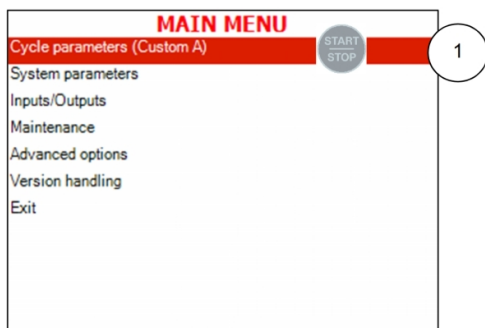 MAIN MENU
Cycle parameters (Custom A)
START
STOP
1
System parameters
Inputs/Outputs
Maintenance
Advanced options
Version handling
Exit